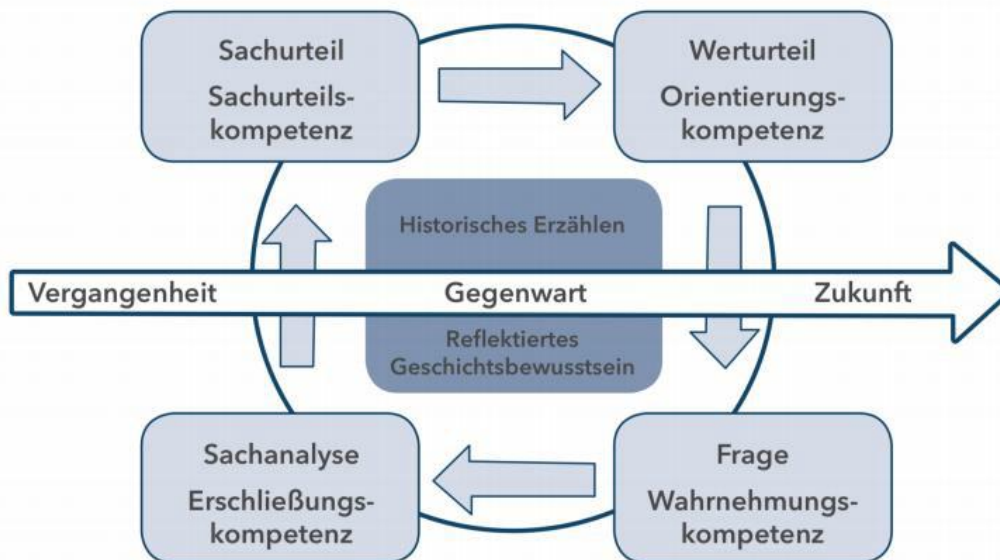 Sachurteil
Sachurteils-
kompetenz
Werturteil
Orientierungs-
kompetenz
Historisches Erzählen
Vergangenheit
Gegenwart
Zukunft
Reflektiertes
Geschichtsbewusstsein
Sachanalyse
Erschließungs-
kompetenz
Frage
Wahrnehmungs-
kompetenz